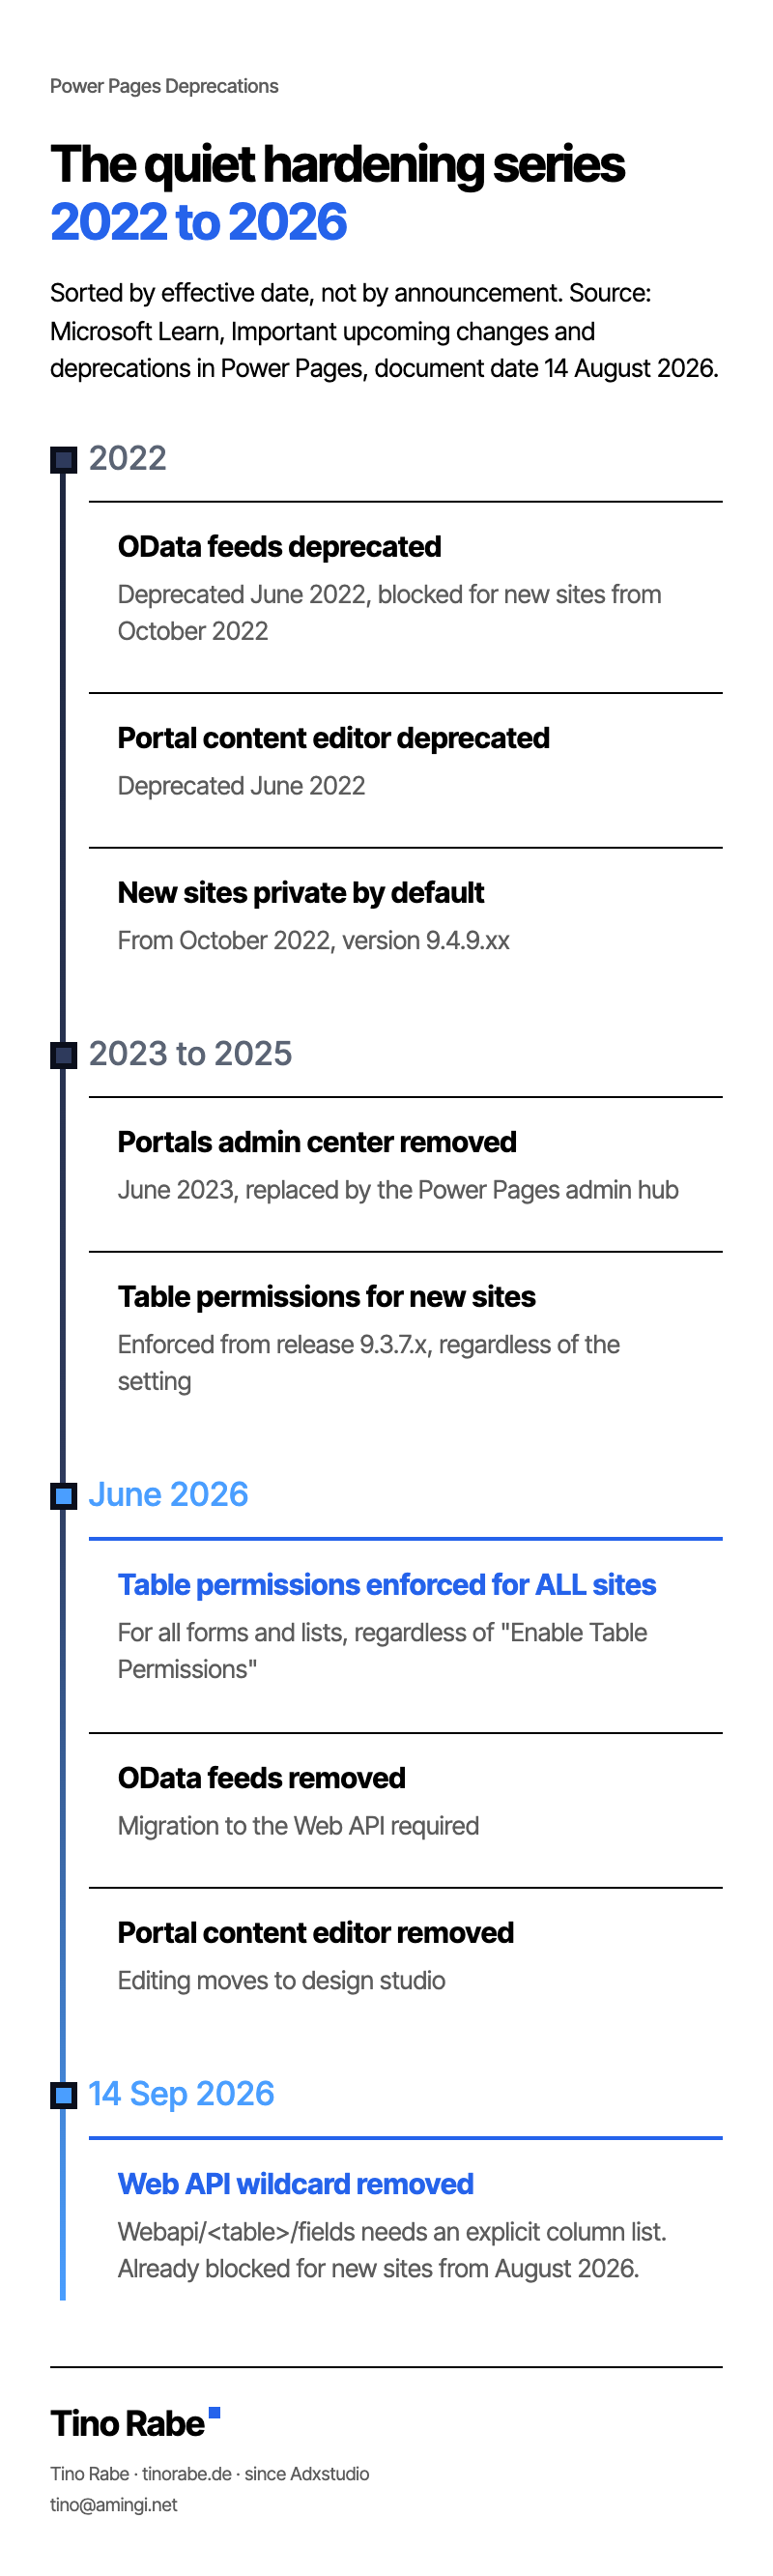 Power Pages Deprecations
The quiet hardening series
2022 to 2026
Sorted by effective date, not by announcement. Source:
Microsoft Learn, Important upcoming changes and
deprecations in Power Pages, document date 14 August 2026.
2022
OData feeds deprecated
Deprecated June 2022, blocked for new sites from
October 2022
Portal content editor deprecated
Deprecated June 2022
New sites private by default
From October 2022, version 9.4.9.xx
2023 to 2025
Portals admin center removed
June 2023, replaced by the Power Pages admin hub
Table permissions for new sites
Enforced from release 9.3.7.x, regardless of the
setting
June 2026
Table permissions enforced for ALL sites
For all forms and lists, regardless of "Enable Table
Permissions"
OData feeds removed
Migration to the Web API required
Portal content editor removed
Editing moves to design studio
14 Sep 2026
Web API wildcard removed
Webapi/<table>/fields needs an explicit column list.
Already blocked for new sites from August 2026.
Tino Rabe
Tino Rabe · tinorabe.de · since Adxstudio
tino@amingi.net